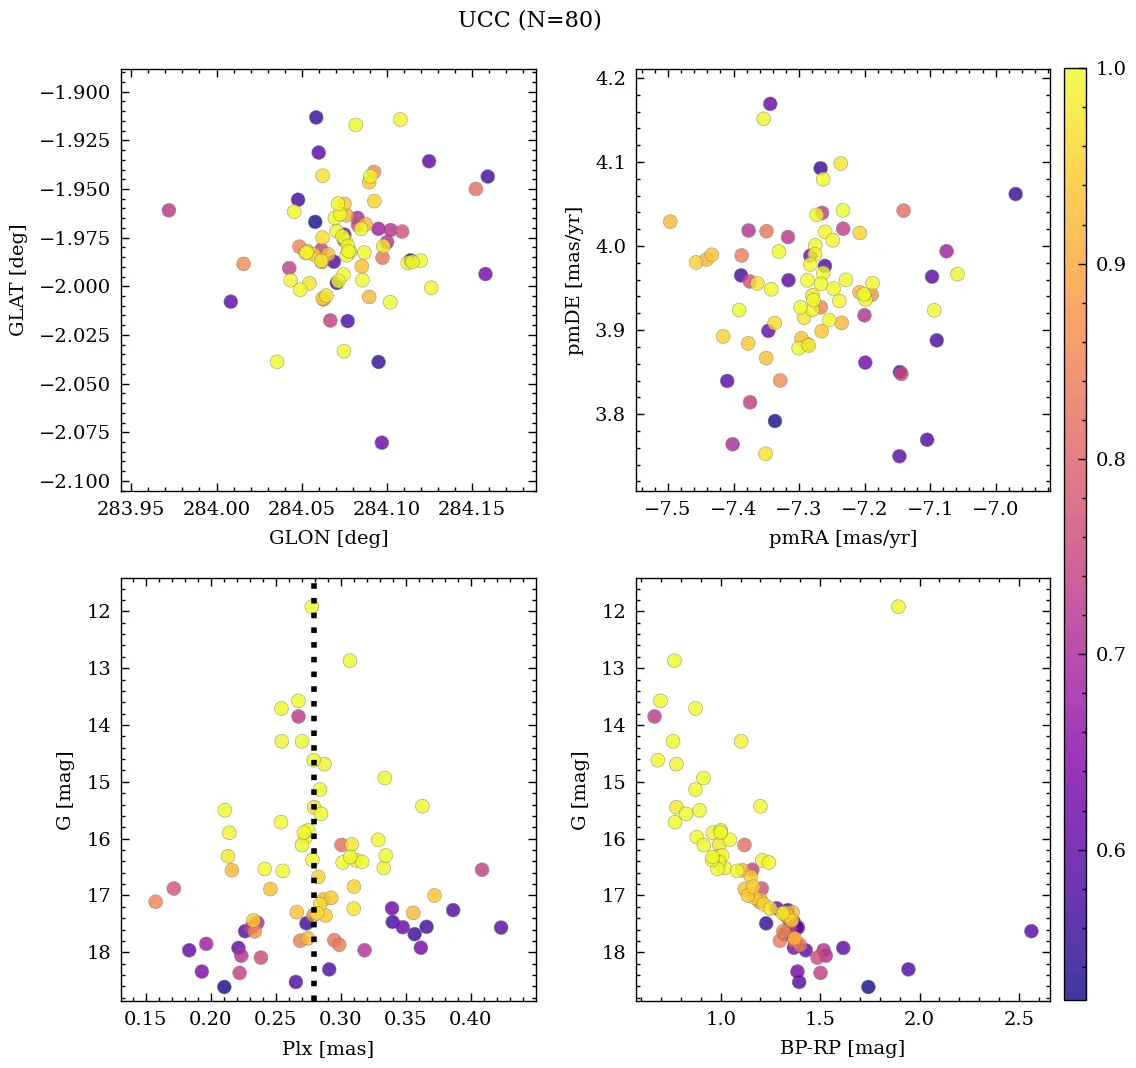 UCC (N=80)
−1.900
−1.925
−1.950
−1.975
−2.000
−2.025
−2.050
−2.075
−2.100
GLAT [deg]
283.95 284.00 284.05 284.10 284.15
GLON [deg]
4.2
4.1
4.0
3.9
3.8
pmDE [mas/yr]
−7.5 −7.4 −7.3 −7.2 −7.1 −7.0
pmRA [mas/yr]
1.0
0.9
0.8
0.7
0.6
12
13
14
15
16
17
18
G [mag]
0.15 0.20 0.25 0.30 0.35 0.40
Plx [mas]
12
13
14
15
16
17
18
G [mag]
1.0 1.5 2.0 2.5
BP-RP [mag]